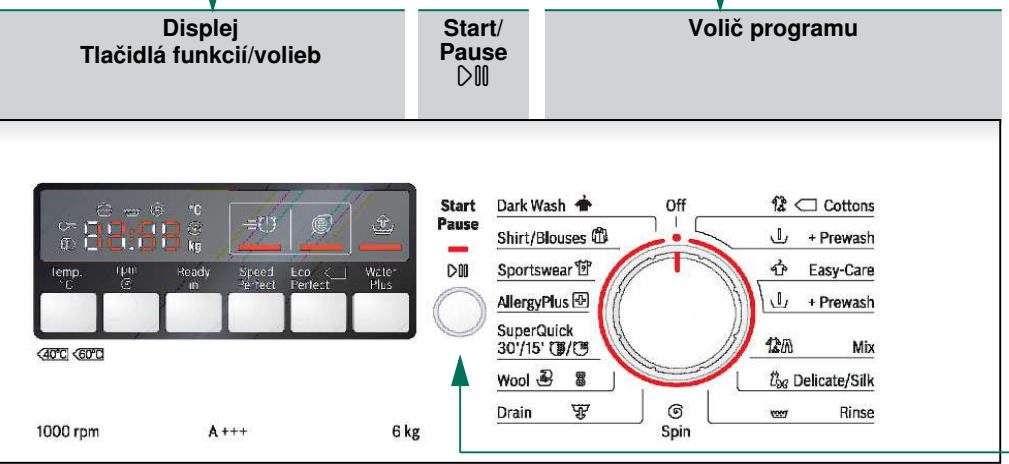 Displej
Tlačidlá funkcií/volieb
Start/
Pause
Volič programu
°C
kg
Temp.
°C
rpm
Ready
in
Speed
Perfect
Eco
Perfect
Water
Plus
40°C 60°C
1000 rpm
A+++
6 kg
Start
Pause
Dark Wash
Shirt/Blouses
Sportswear
AllergyPlus
SuperQuick
30'/15'
Wool
Drain
Off
Spin
Cottons
+ Prewash
Easy-Care
+ Prewash
Mix
Delicate/Silk
Rinse